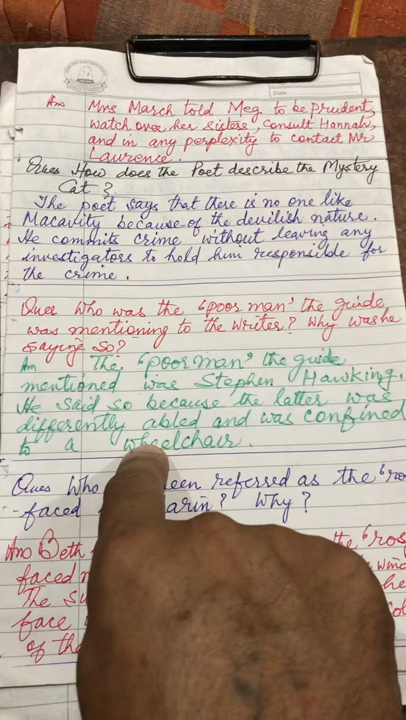 Date:
Ans Mrs March told Meg to be prudent,
watch over her sisters, consult Hannah,
and in any perplexity to contact Mr
Laurence.
Ques How does the Poet describe the Mystery
Cat?
The poet says that there is no one like
Macavity because of the devilish nature.
He commits crime without leaving any
investigators to hold him responsible for
the crime.
Ques Who was the 'poor man' the guide
was mentioning to the writer? Why was he
saying so?
Ans The 'poor man' the guide
mentioned was Stephen Hawking.
He said so because the latter was
differently abled and was confined
to a wheelchair.
Ques Who been referred as the
faced arin? Why?
Ans Beth the
faced
The
face
of